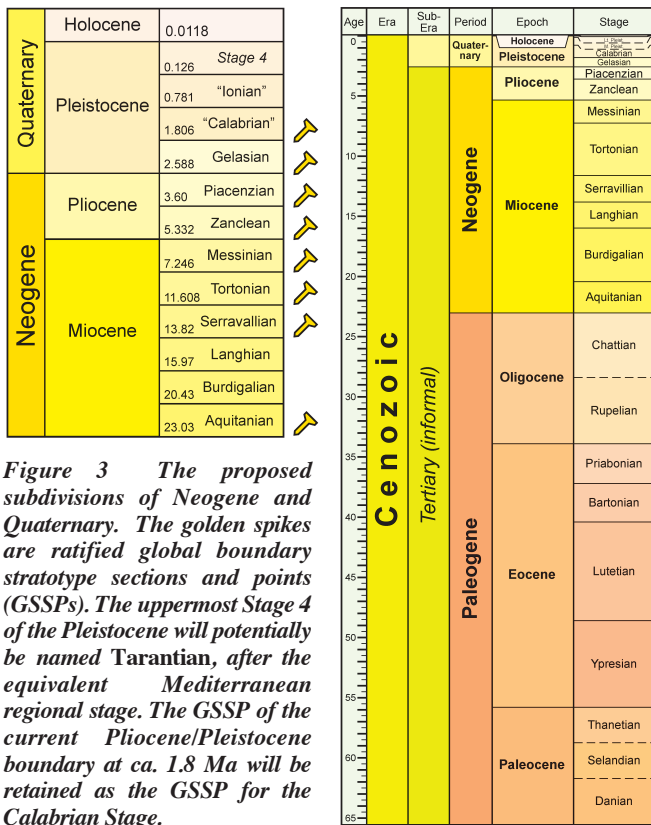 Quaternary
Holocene
0.0118
Pleistocene
0.126 Stage 4
0.781 “Ionian”
1.806 “Calabrian”
2.588 Gelasian
Neogene
Pliocene
3.60 Piacenzian
5.332 Zanclean
Miocene
7.246 Messinian
11.608 Tortonian
13.82 Serravallian
15.97 Langhian
20.43 Burdigalian
23.03 Aquitanian
Figure 3 The proposed
subdivisions of Neogene and
Quaternary. The golden spikes
are ratified global boundary
stratotype sections and points
(GSSPs). The uppermost Stage 4
of the Pleistocene will potentially
be named Tarantian, after the
equivalent Mediterranean
regional stage. The GSSP of the
current Pliocene/Pleistocene
boundary at ca. 1.8 Ma will be
retained as the GSSP for the
Calabrian Stage.
Age
Era
Sub-
Era
Period
Epoch
Stage
0
5
10
15
20
25
30
35
40
45
50
55
60
65
Cenozoic
Tertiary (informal)
Quater-
nary
Neogene
Paleogene
Holocene
Pleistocene
Pliocene
Miocene
Oligocene
Eocene
Paleocene
Lt. Pleist.
M. Pleist.
Calabrian
Gelasian
Piacenzian
Zanclean
Messinian
Tortonian
Serravillian
Langhian
Burdigalian
Aquitanian
Chattian
Rupelian
Priabonian
Bartonian
Lutetian
Ypresian
Thanetian
Selandian
Danian